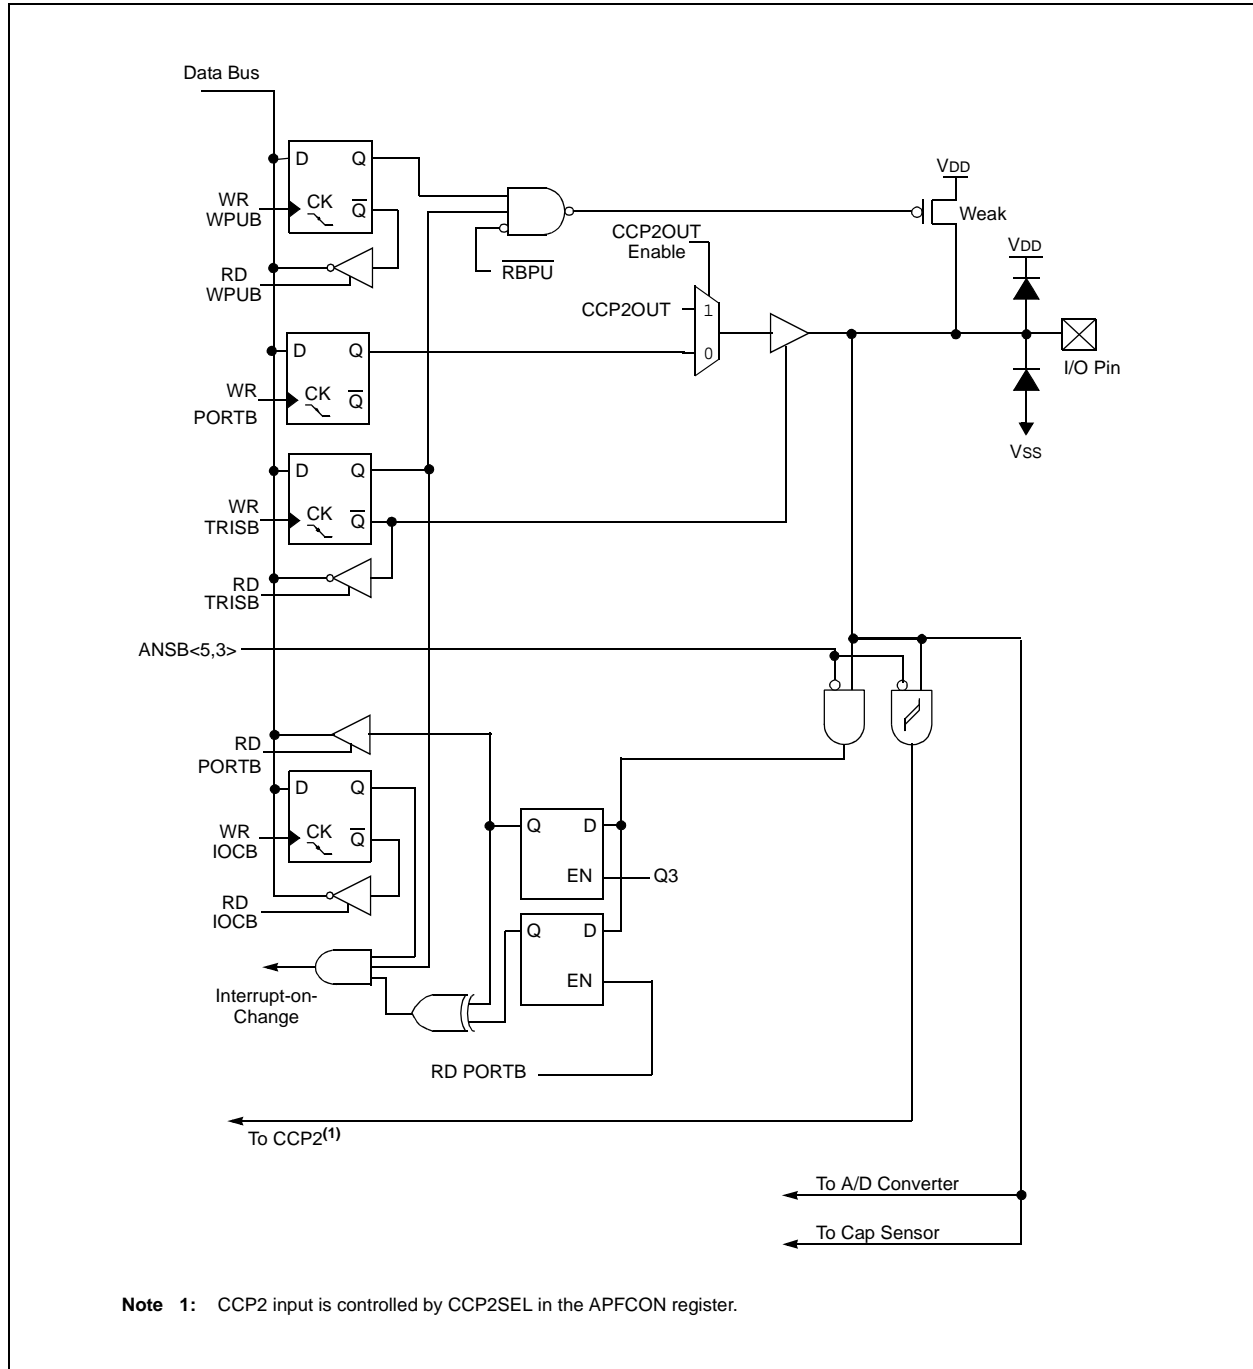 Data Bus
D Q
WR
WPUB
CK
Q
RD
WPUB
RBPU
CCP2OUT
Enable
VDD
Weak
VDD
CCP2OUT
1
0
I/O Pin
VSS
D Q
WR
PORTB
CK
Q
D Q
WR
TRISB
CK
Q
RD
TRISB
ANSB<5,3>
RD
PORTB
D Q
WR
IOCB
CK
Q
RD
IOCB
Q D
EN
Q3
Q D
EN
Interrupt-on-
Change
RD PORTB
To CCP2(1)
To A/D Converter
To Cap Sensor
Note 1: CCP2 input is controlled by CCP2SEL in the APFCON register.